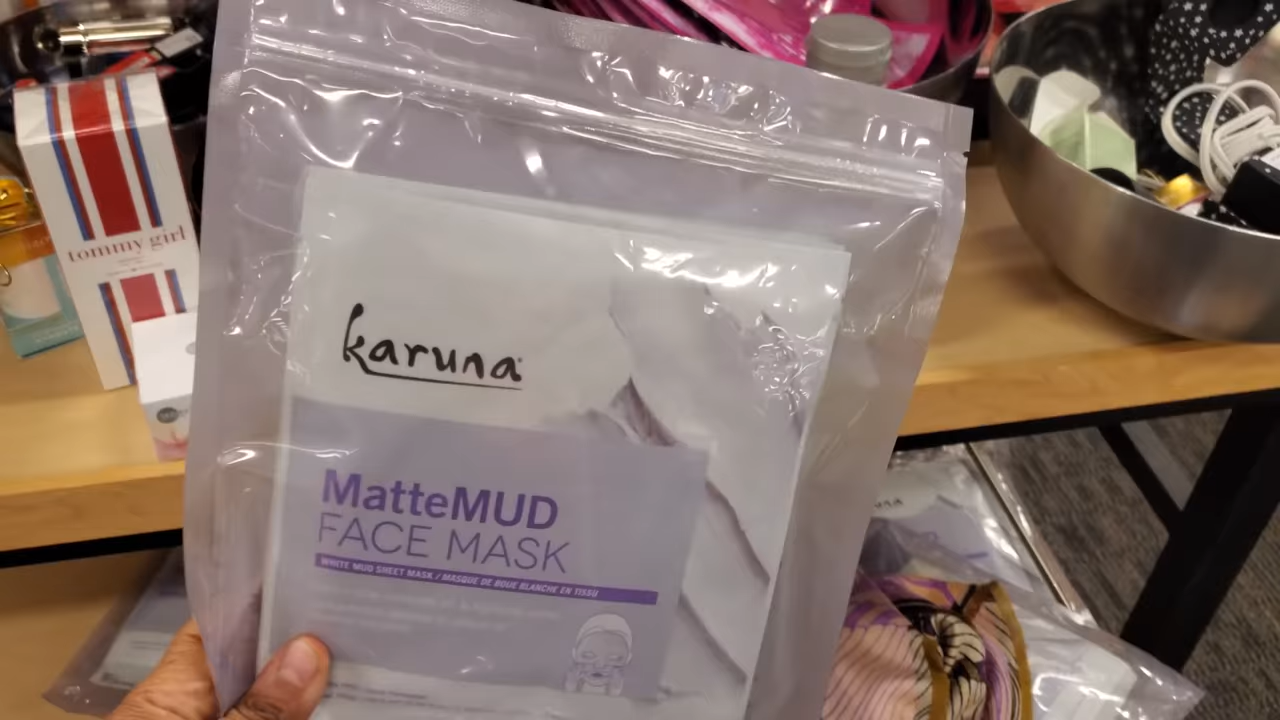 tommy girl
karuna
MatteMUD
FACE MASK
WHITE MUD SHEET MASK / MASQUE DE BOUE BLANCHE EN TISSU